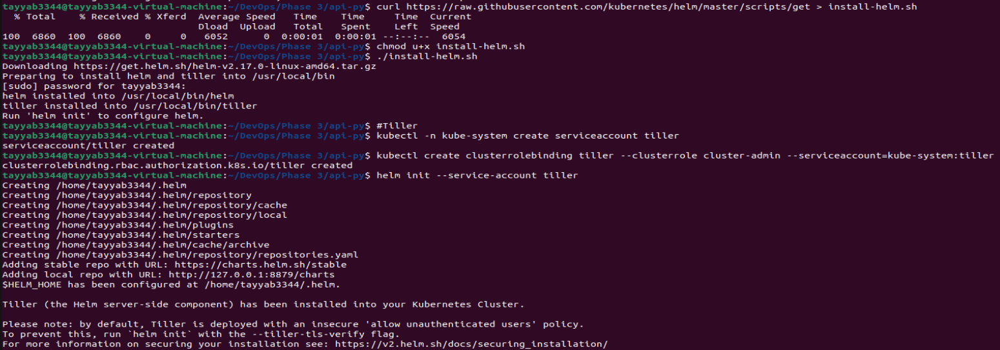 tayyab3344@tayyab3344-virtual-machine:~/DevOps/Phase 3/api-py$ curl https://raw.githubusercontent.com/kubernetes/helm/master/scripts/get > install-helm.sh
  % Total    % Received % Xferd  Average Speed   Time    Time     Time  Current
                                 Dload  Upload   Total   Spent    Left  Speed
100  6860  100  6860    0     0   6052      0  0:00:01  0:00:01 --:--:--  6054
tayyab3344@tayyab3344-virtual-machine:~/DevOps/Phase 3/api-py$ chmod u+x install-helm.sh
tayyab3344@tayyab3344-virtual-machine:~/DevOps/Phase 3/api-py$ ./install-helm.sh
Downloading https://get.helm.sh/helm-v2.17.0-linux-amd64.tar.gz
Preparing to install helm and tiller into /usr/local/bin
[sudo] password for tayyab3344:
helm installed into /usr/local/bin/helm
tiller installed into /usr/local/bin/tiller
Run 'helm init' to configure helm.
tayyab3344@tayyab3344-virtual-machine:~/DevOps/Phase 3/api-py$ #Tiller
tayyab3344@tayyab3344-virtual-machine:~/DevOps/Phase 3/api-py$ kubectl -n kube-system create serviceaccount tiller
serviceaccount/tiller created
tayyab3344@tayyab3344-virtual-machine:~/DevOps/Phase 3/api-py$ kubectl create clusterrolebinding tiller --clusterrole cluster-admin --serviceaccount=kube-system:tiller
clusterrolebinding.rbac.authorization.k8s.io/tiller created
tayyab3344@tayyab3344-virtual-machine:~/DevOps/Phase 3/api-py$ helm init --service-account tiller
Creating /home/tayyab3344/.helm
Creating /home/tayyab3344/.helm/repository
Creating /home/tayyab3344/.helm/repository/cache
Creating /home/tayyab3344/.helm/repository/local
Creating /home/tayyab3344/.helm/plugins
Creating /home/tayyab3344/.helm/starters
Creating /home/tayyab3344/.helm/cache/archive
Creating /home/tayyab3344/.helm/repository/repositories.yaml
Adding stable repo with URL: https://charts.helm.sh/stable
Adding local repo with URL: http://127.0.0.1:8879/charts
$HELM_HOME has been configured at /home/tayyab3344/.helm.

Tiller (the Helm server-side component) has been installed into your Kubernetes Cluster.

Please note: by default, Tiller is deployed with an insecure 'allow unauthenticated users' policy.
To prevent this, run `helm init` with the --tiller-tls-verify flag.
For more information on securing your installation see: https://v2.helm.sh/docs/securing_installation/